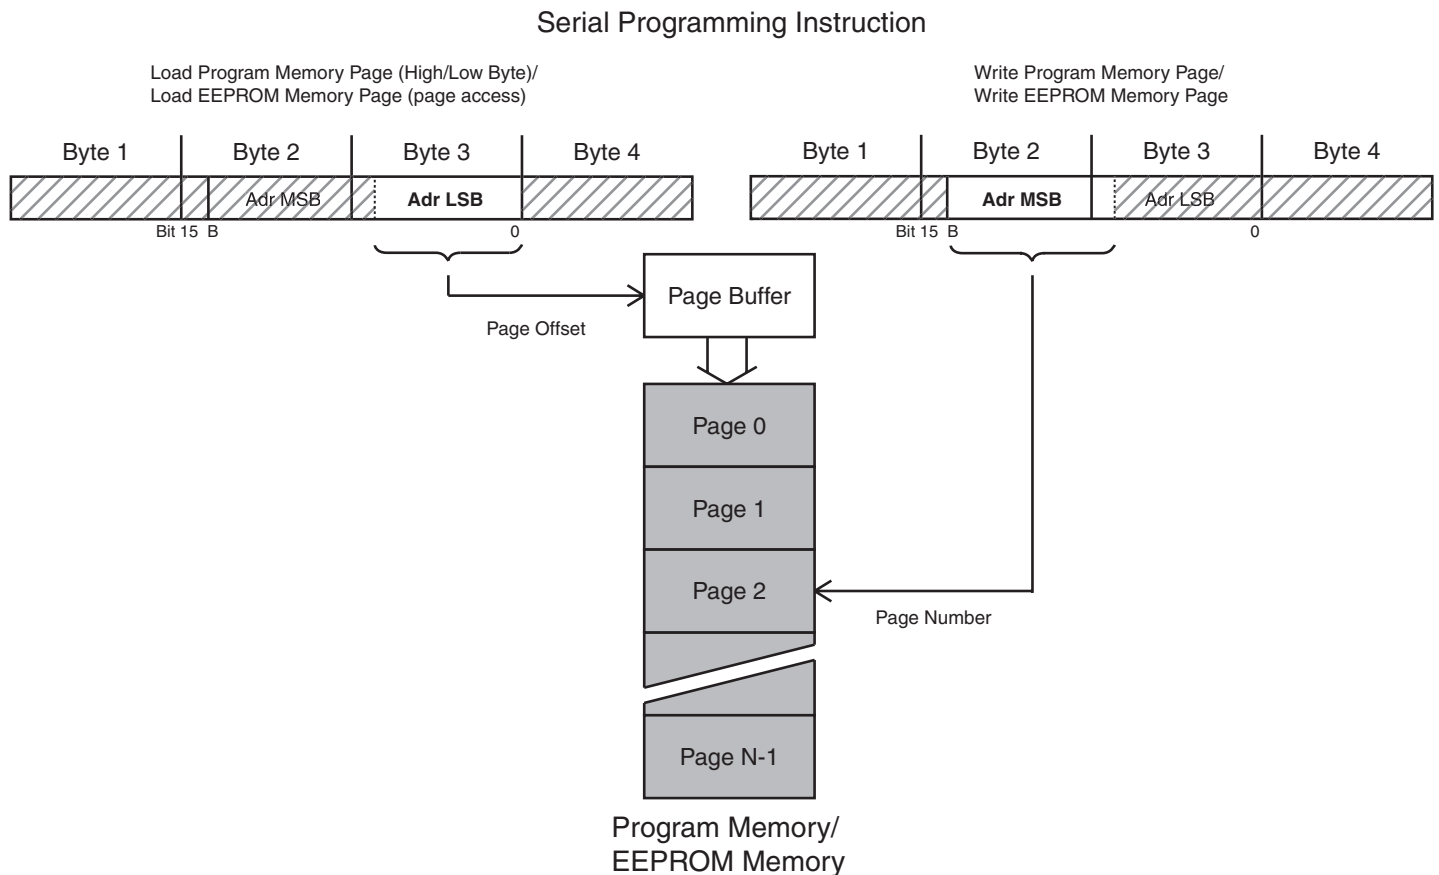 Serial Programming Instruction
Load Program Memory Page (High/Low Byte)/
Load EEPROM Memory Page (page access)
Write Program Memory Page/
Write EEPROM Memory Page
Byte 1 Byte 2 Byte 3 Byte 4
Adr MSB Adr LSB
Bit 15 B 0
Byte 1 Byte 2 Byte 3 Byte 4
Adr MSB Adr LSB
Bit 15 B 0
Page Buffer
Page Offset
Page 0
Page 1
Page 2
Page Number
Page N-1
Program Memory/
EEPROM Memory